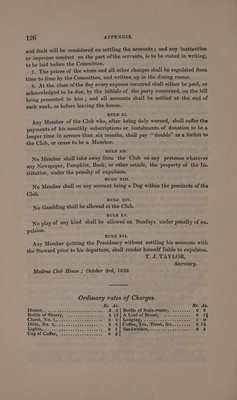 126 APPENDIX.
and fault will be considered on settling the accounts; and any inattention
or improper conduct on the part of the servants, is to be stated in writing,
to be laid before the Committee.
7. The prices of the wines and all other charges shall be regulated from
time to time by the Committee, and written up in the dining rooms.
8. At the close of the day every expense incurred shall either be paid, or
acknowledged to be due, by the initials of the party concerned, on the bill
being presented to him; and all accounts shall be settled at the end of
each week, or before leaving the house.
RULE XI.
Any Member of the Club who, after being duly warned, shall suffer the
payments of his monthly subscriptions or instalments of donation to be a
longer time in arrears than six months, shall pay " double" as a forfeit to
the Club, or cease to be a Member.
RULE XII.
No Member shall take away from the Club on any pretence whatever
any Newspaper, Pamphlet, Book, or other article, the property of the In-
stitution, under the penalty of expulsion.
RULE XIII.
No Member shall on any account bring a Dog within the precincts of the
Club.
RULE XIV.
No Gambling shall be allowed at the Club.
RULE XV.
No play of any kind shall be allowed on Sundays under penalty of ex-
pulsion.
RULE XVI.
Any Member quitting the Presidency without settling his accounts with
the Steward prior to his departure, shall render himself liable to expulsion.
T. J. TAYLOR,
Secretary.
Madras Club House; October 3rd, 1832.
Ordinary rates of Charges.
Rs. As. Rs. As.
Dinner, 2 0 Bottle of Soda-water, 0 6
Bottle of Sherry, 2 12 A Loaf of Bread, 0
Claret, No. 1, Lodging,
Ditto, No. 2, Coffee, Tea, Toast, &c., 0 12
Lights, Sandwiches, 0 4
Cup of Coffee,